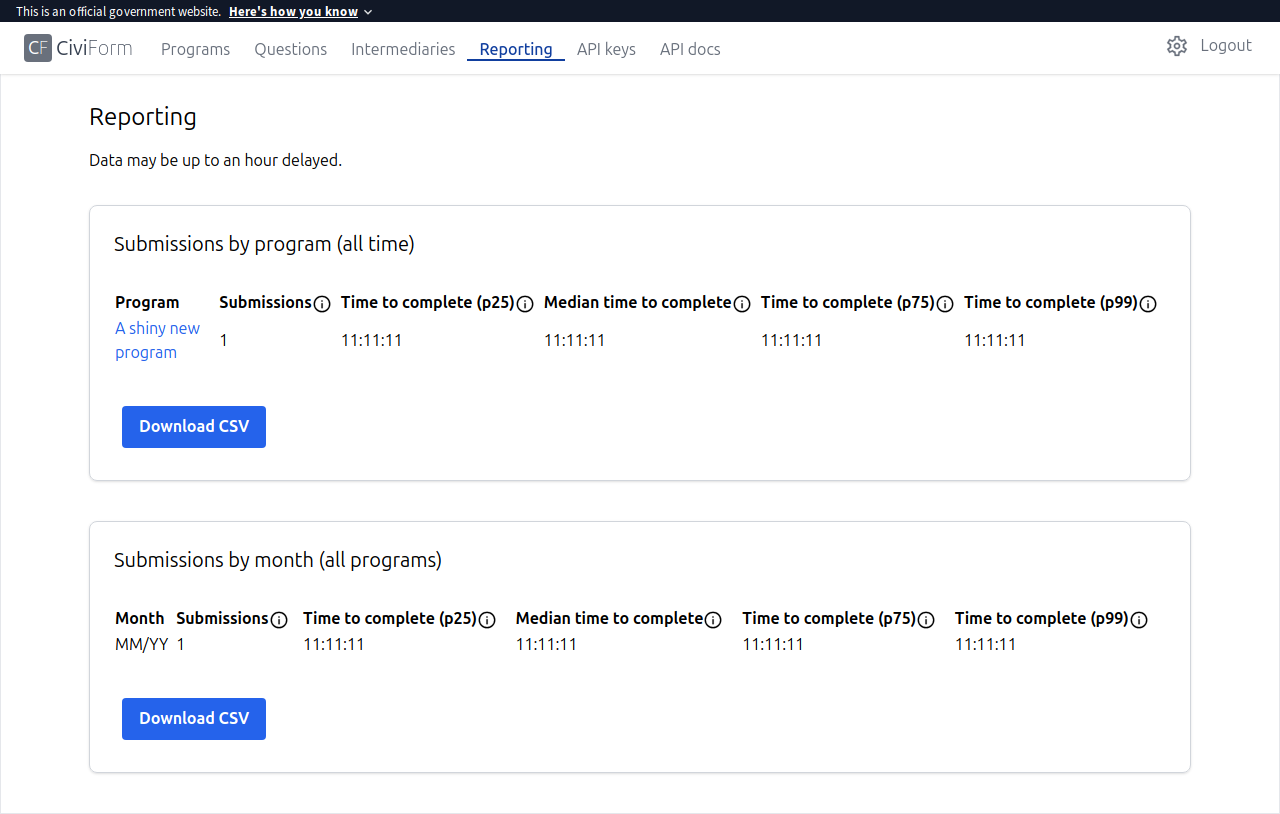 This is an official government website. Here's how you know
CF CiviForm Programs Questions Intermediaries Reporting API keys API docs Logout
Reporting
Data may be up to an hour delayed.
Submissions by program (all time)
Program Submissions Time to complete (p25) Median time to complete Time to complete (p75) Time to complete (p99)
A shiny new program 1 11:11:11 11:11:11 11:11:11 11:11:11
Download CSV
Submissions by month (all programs)
Month Submissions Time to complete (p25) Median time to complete Time to complete (p75) Time to complete (p99)
MM/YY 1 11:11:11 11:11:11 11:11:11 11:11:11
Download CSV